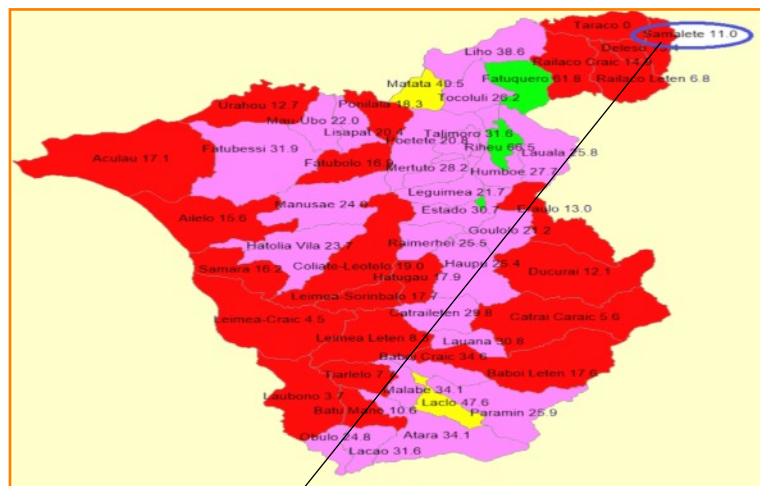 Taraco 0
Samalete 11.0
Liho 38.6
Railaco Craic 14.9
Matata 49.5
Fatuquero 61.8
Railaco Leten 6.8
Tocoluli 26.2
Urahou 12.7
Ponilala 18.3
Mau-Ubo 22.0
Lisapat 20.4
Talimoro 31.6
Poetete 20.8
Riheu 66.5
Fatubessi 31.9
Lauala 25.8
Aculau 17.1
Fatubolo 16.9
Mertuto 28.2
Humboe 27.7
Leguimea 21.7
Manusae 24.0
Estado 30.7
Eraulo 13.0
Ailelo 15.6
Goulolo 21.2
Hatolia Vila 23.7
Raimerhei 25.5
Coliate-Leotelo 19.0
Haupu 25.4
Samara 16.2
Hatugau 17.9
Ducurai 12.1
Leimea-Sorinbalo 17.7
Catraileten 29.8
Leimea-Craic 4.5
Catrai Caraic 5.6
Leimea Leten 8.
Lauana 30.8
Baboi Craic 34.6
Tiarlelo 7.
Baboi Leten 17.6
Malabe 34.1
Laubono 3.7
Laclo 47.6
Batu Mano 10.6
Paramin 25.9
Obulo 24.8
Atara 34.1
Lacao 31.6